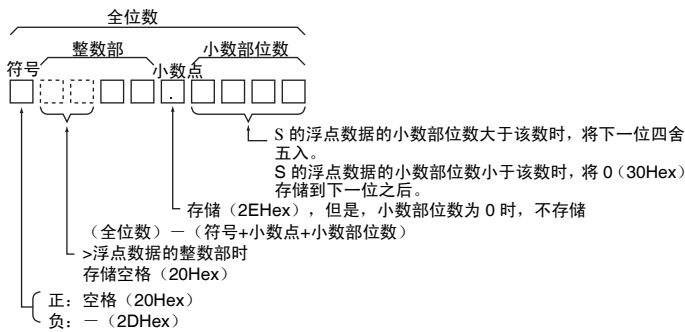 全位数
整数部
小数部位数
符号
小数点
.
S 的浮点数据的小数部位数大于该数时，将下一位四舍
五入。
S 的浮点数据的小数部位数小于该数时，将 0（30Hex）
存储到下一位之后。
存储（2EHex），但是，小数部位数为 0 时，不存储
（全位数）－（符号+小数点+小数部位数）
>浮点数据的整数部时
存储空格（20Hex）
正：空格（20Hex）
负：－（2DHex）